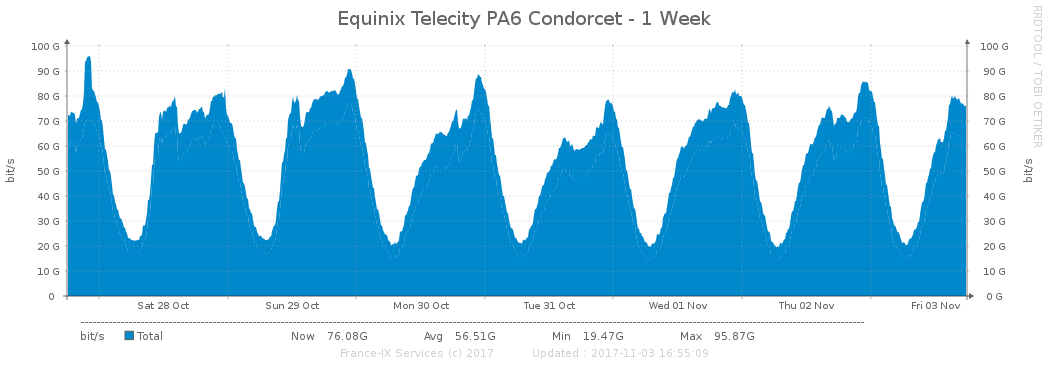 Equinix Telecity PA6 Condorcet - 1 Week
RRDTOOL / TOBI OETIKER
bit/s
100 G
90 G
80 G
70 G
60 G
50 G
40 G
30 G
20 G
10 G
0
100 G
90 G
80 G
70 G
60 G
50 G
40 G
30 G
20 G
10 G
0 G
bit/s
Sat 28 Oct Sun 29 Oct Mon 30 Oct Tue 31 Oct Wed 01 Nov Thu 02 Nov Fri 03 Nov
bit/s Total Now 76.08G Avg 56.51G Min 19.47G Max 95.87G
France-IX Services (c) 2017 Updated : 2017-11-03 16:55:09